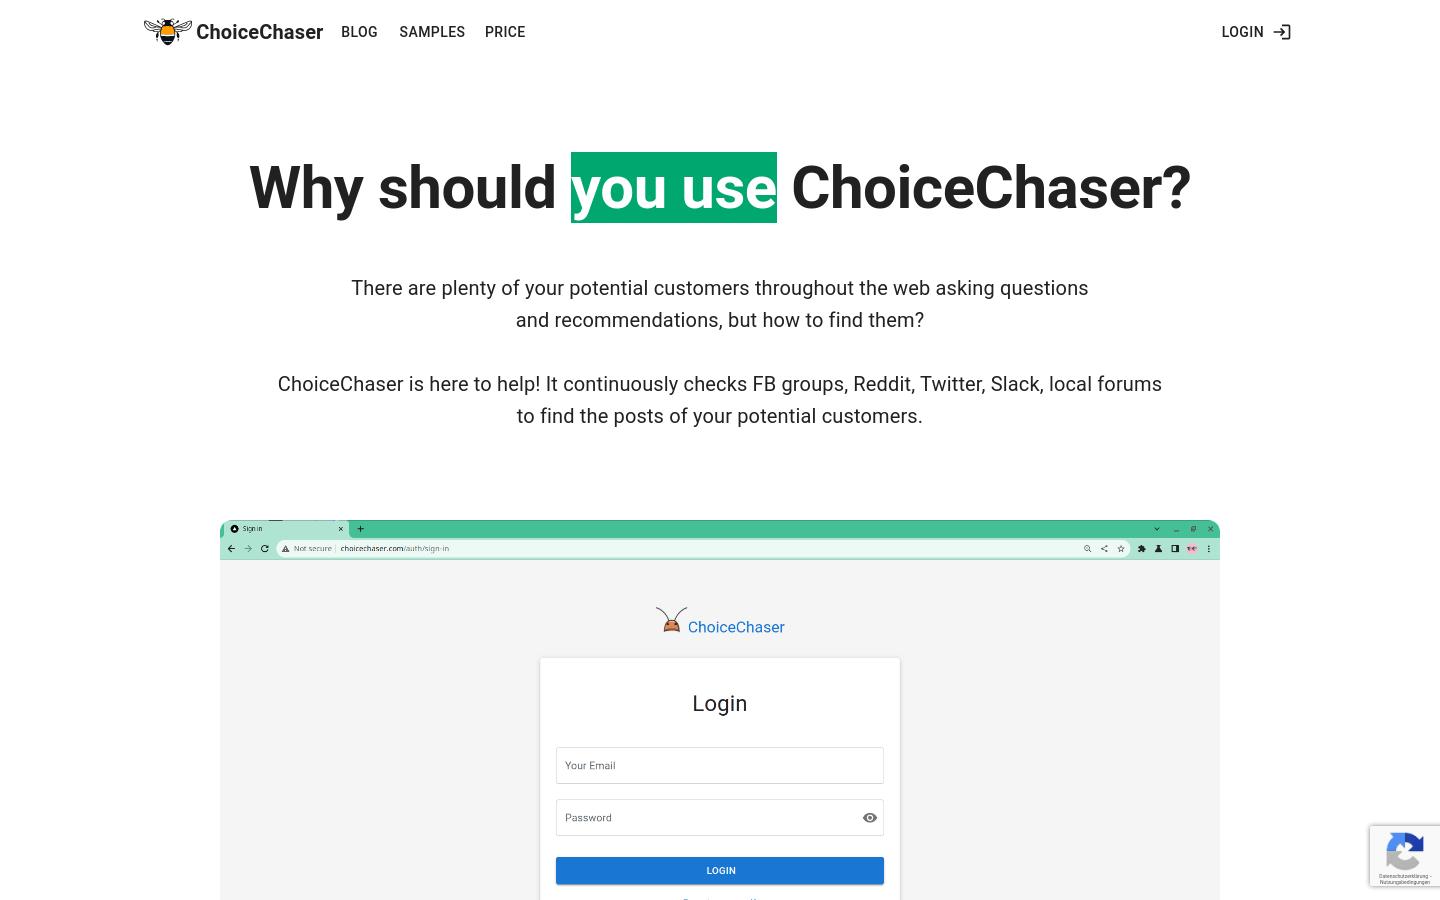 ChoiceChaser BLOG SAMPLES PRICE LOGIN
Why should you use ChoiceChaser?
There are plenty of your potential customers throughout the web asking questions
and recommendations, but how to find them?
ChoiceChaser is here to help! It continuously checks FB groups, Reddit, Twitter, Slack, local forums
to find the posts of your potential customers.
Sign in
Not secure choicechaser.com/auth/sign-in
ChoiceChaser
Login
Your Email
Password
LOGIN
Datenschutzerklärung -
Nutzungsbedingungen